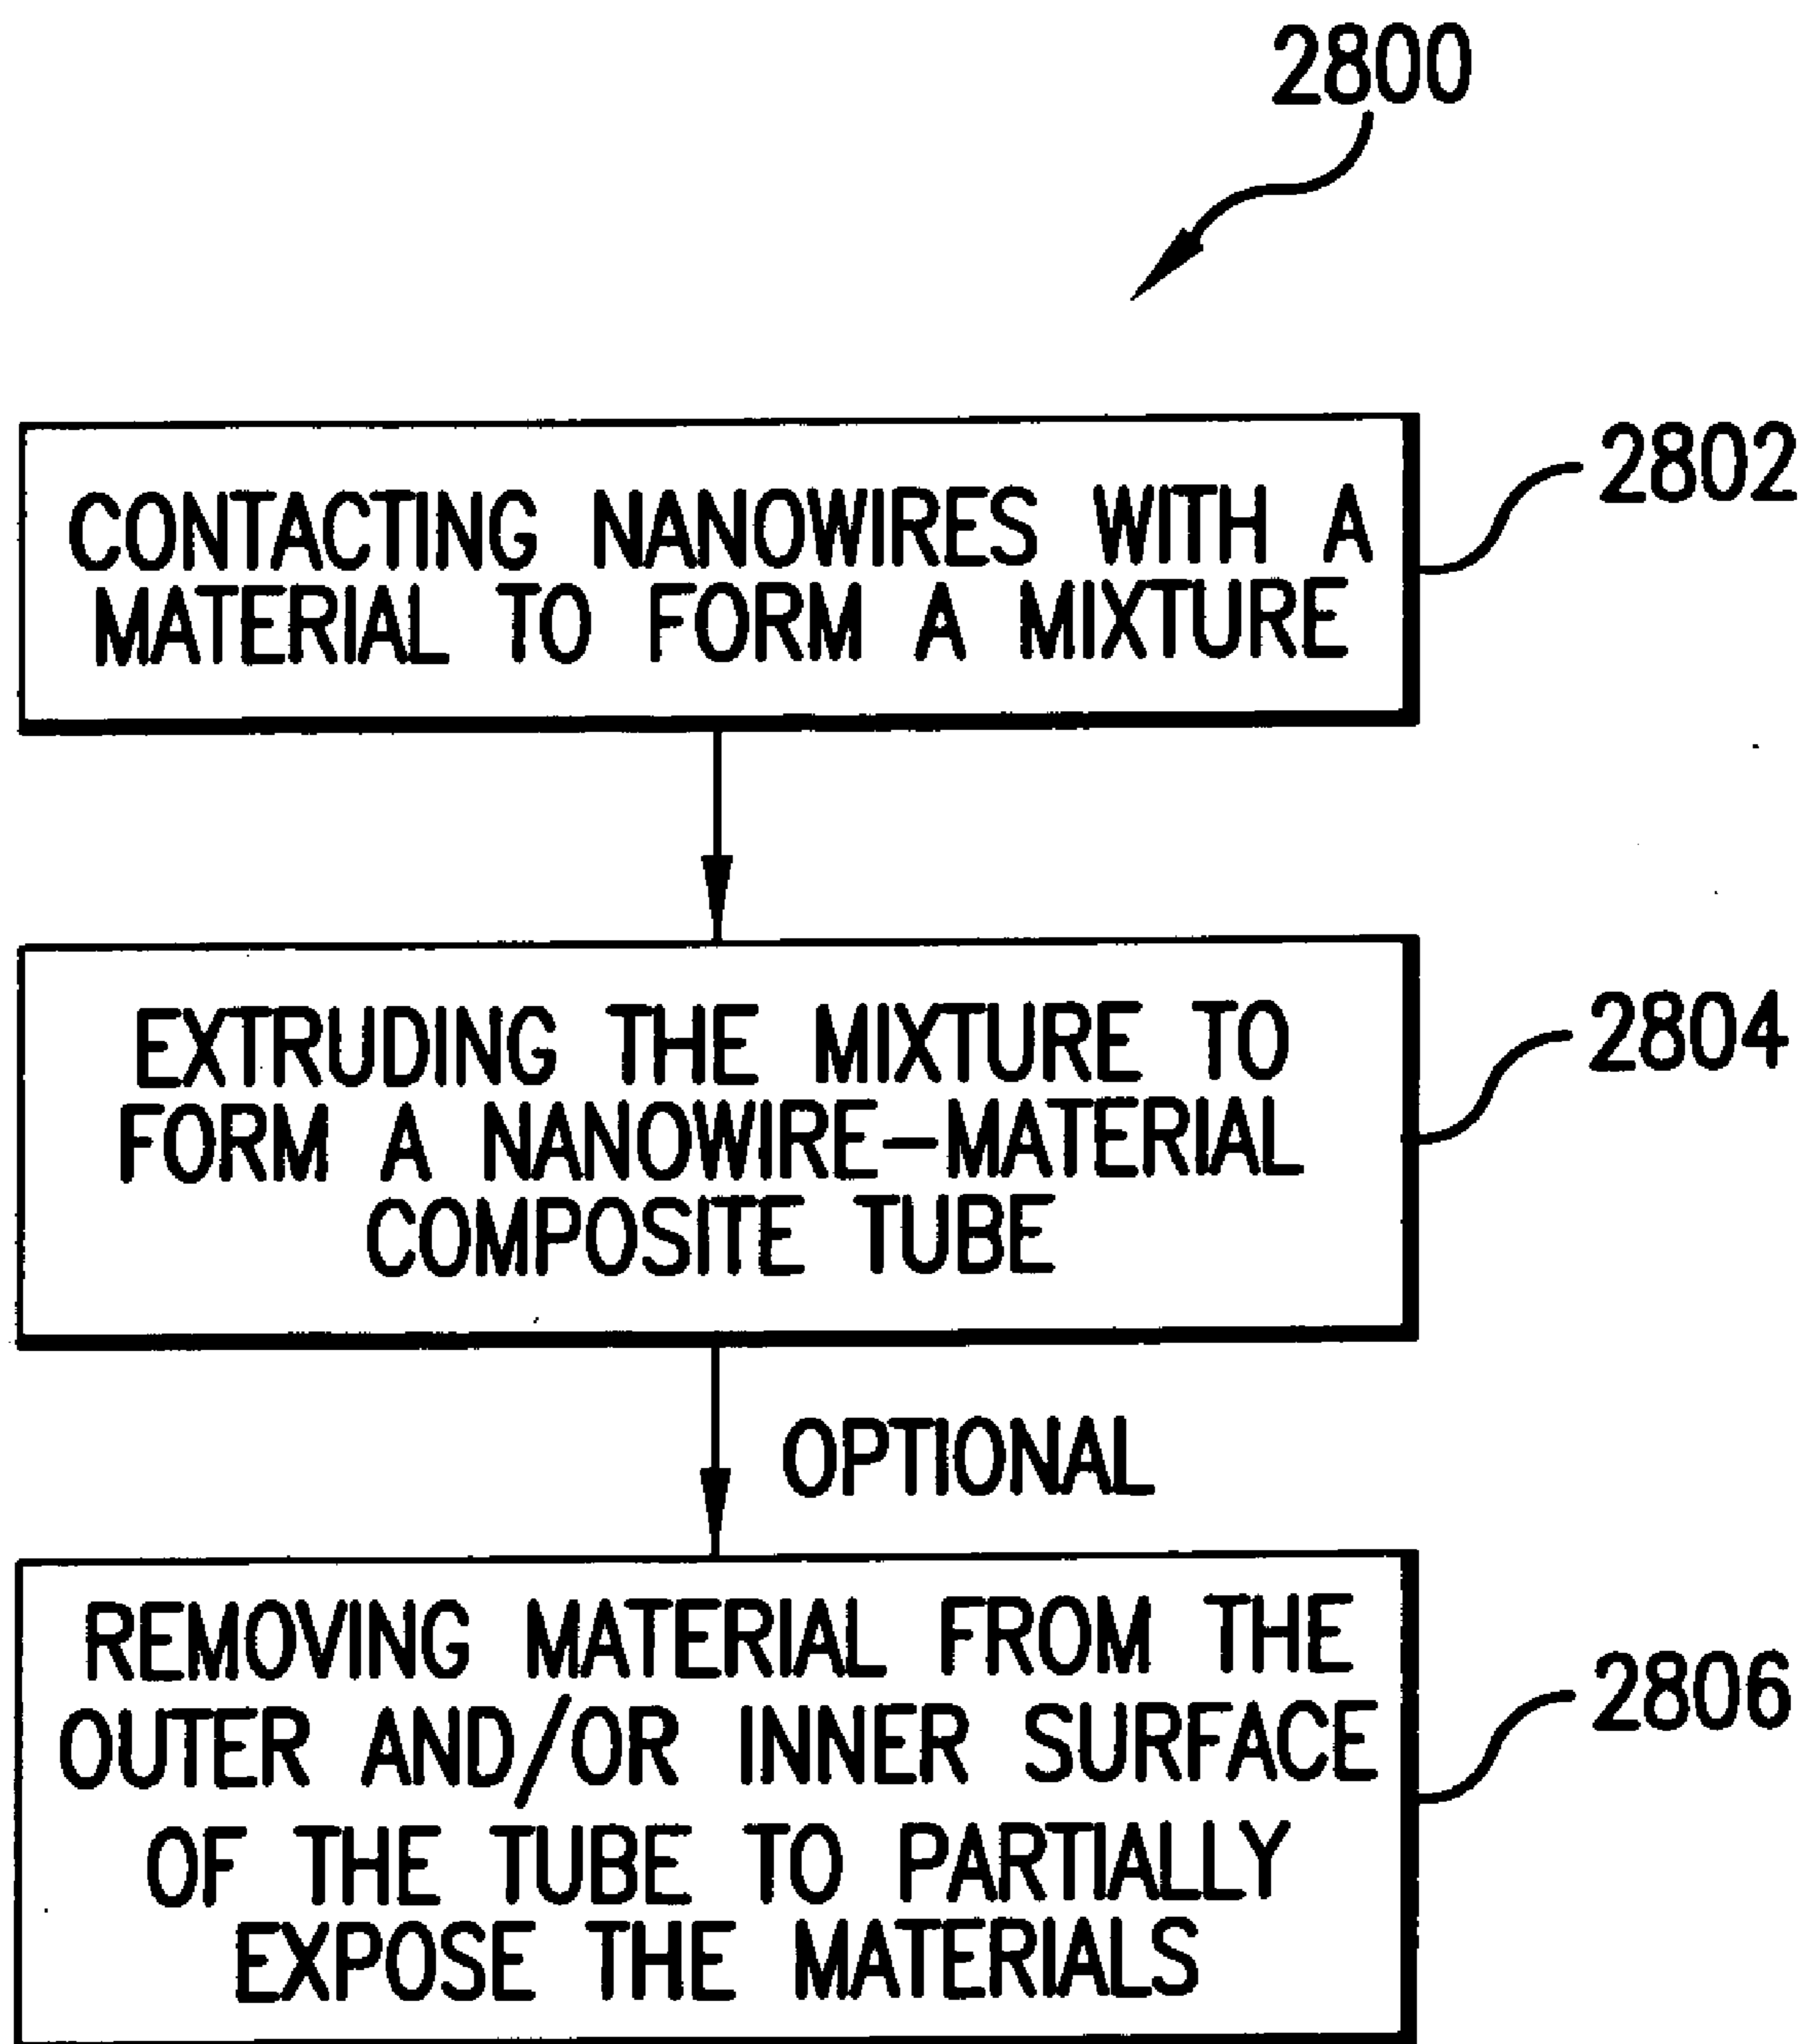 2800
CONTACTING NANOWIRES WITH A
MATERIAL TO FORM A MIXTURE
2802
EXTRUDING THE MIXTURE TO
FORM A NANOWIRE-MATERIAL
COMPOSITE TUBE
2804
OPTIONAL
REMOVING MATERIAL FROM THE
OUTER AND/OR INNER SURFACE
OF THE TUBE TO PARTIALLY
EXPOSE THE MATERIALS
2806